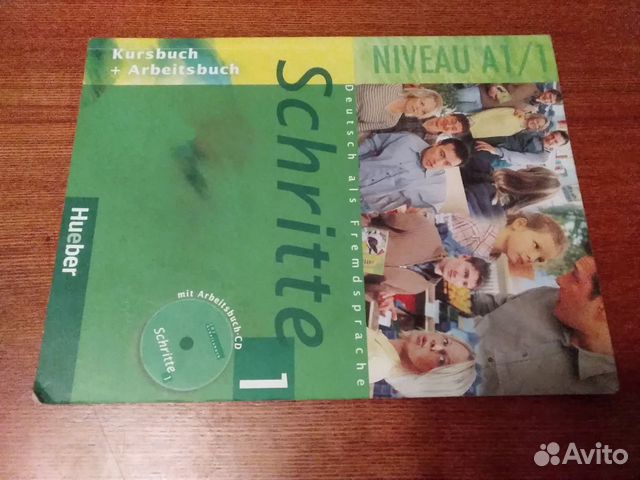 Kursbuch
+ Arbeitsbuch
NIVEAU A1/1
Schritte 1
Deutsch als Fremdsprache
mit Arbeitsbuch-CD
Schritte 1
Hueber
Avito